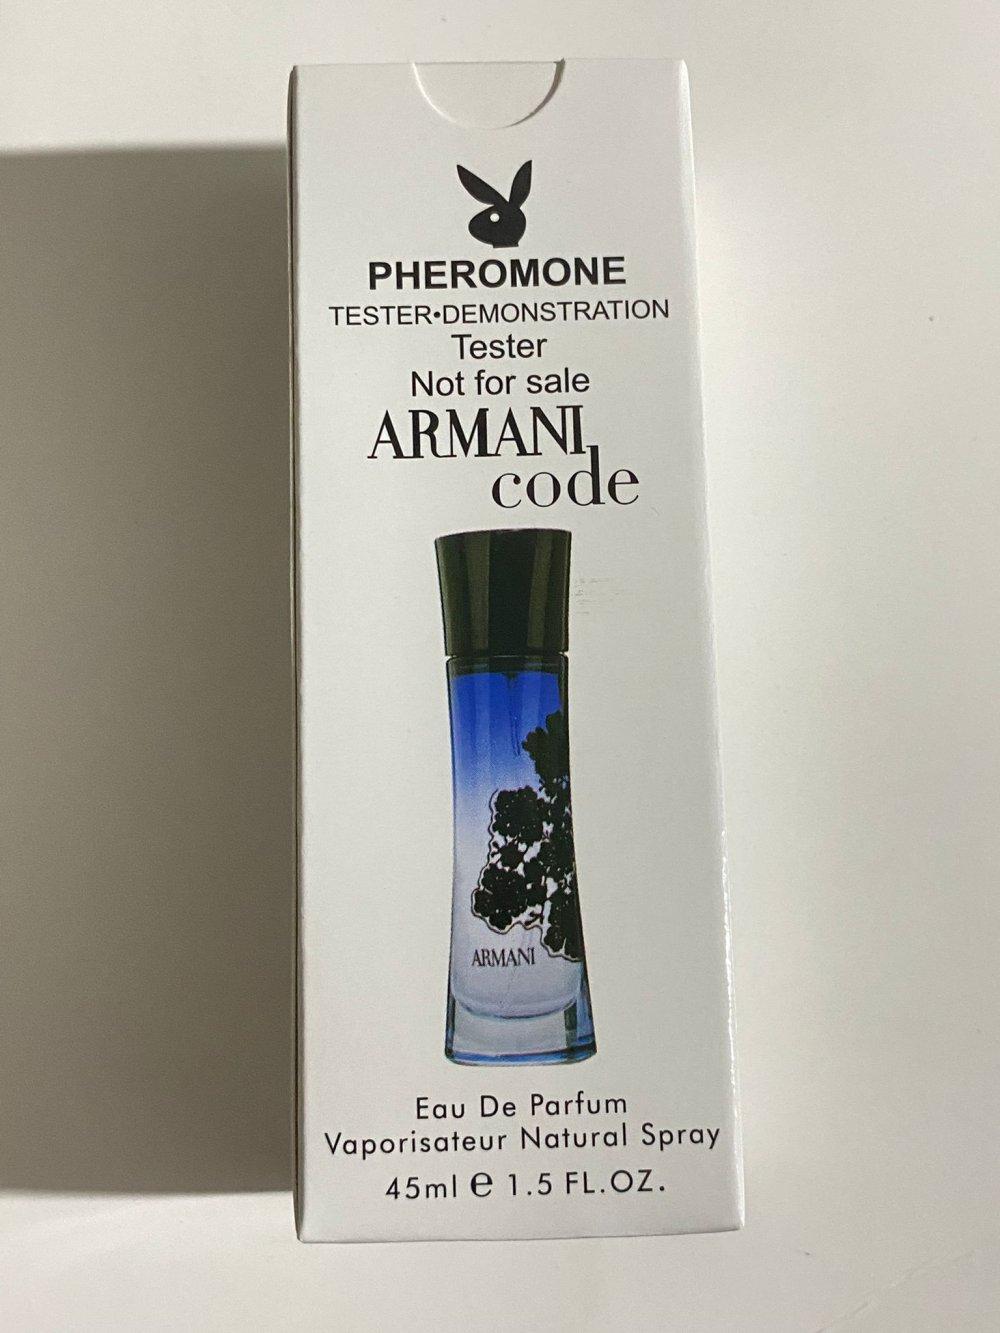 PHEROMONE
TESTER•DEMONSTRATION
Tester
Not for sale
ARMANI
code
ARMANI
Eau De Parfum
Vaporisateur Natural Spray
45ml e 1.5 FL.OZ.